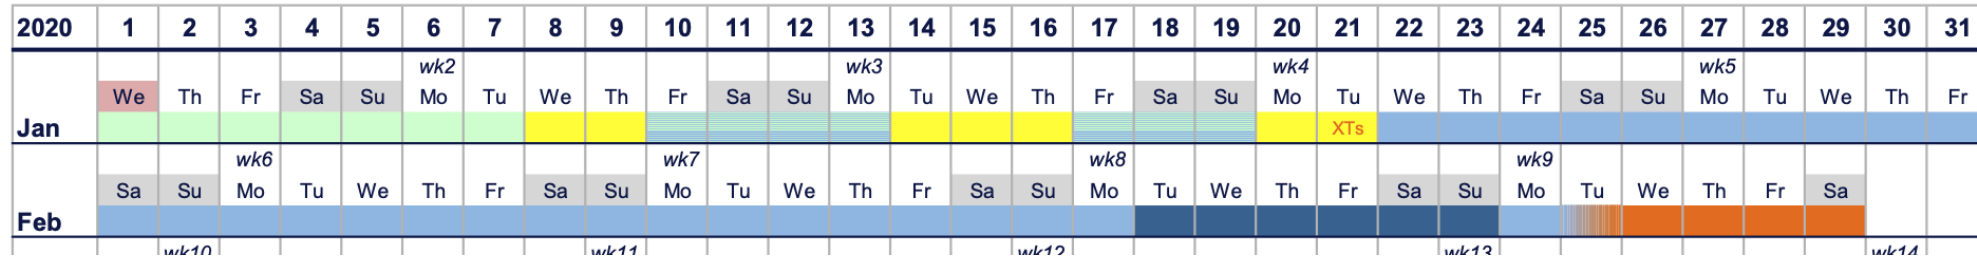 2020 1 2 3 4 5 6 7 8 9 10 11 12 13 14 15 16 17 18 19 20 21 22 23 24 25 26 27 28 29 30 31
wk2 wk3 wk4 wk5
We Th Fr Sa Su Mo Tu We Th Fr Sa Su Mo Tu We Th Fr Sa Su Mo Tu We Th Fr Sa Su Mo Tu We Th Fr
Jan XTs
wk6 wk7 wk8 wk9
Sa Su Mo Tu We Th Fr Sa Su Mo Tu We Th Fr Sa Su Mo Tu We Th Fr Sa Su Mo Tu We Th Fr Sa
Feb
wk10 wk11 wk12 wk13 wk14